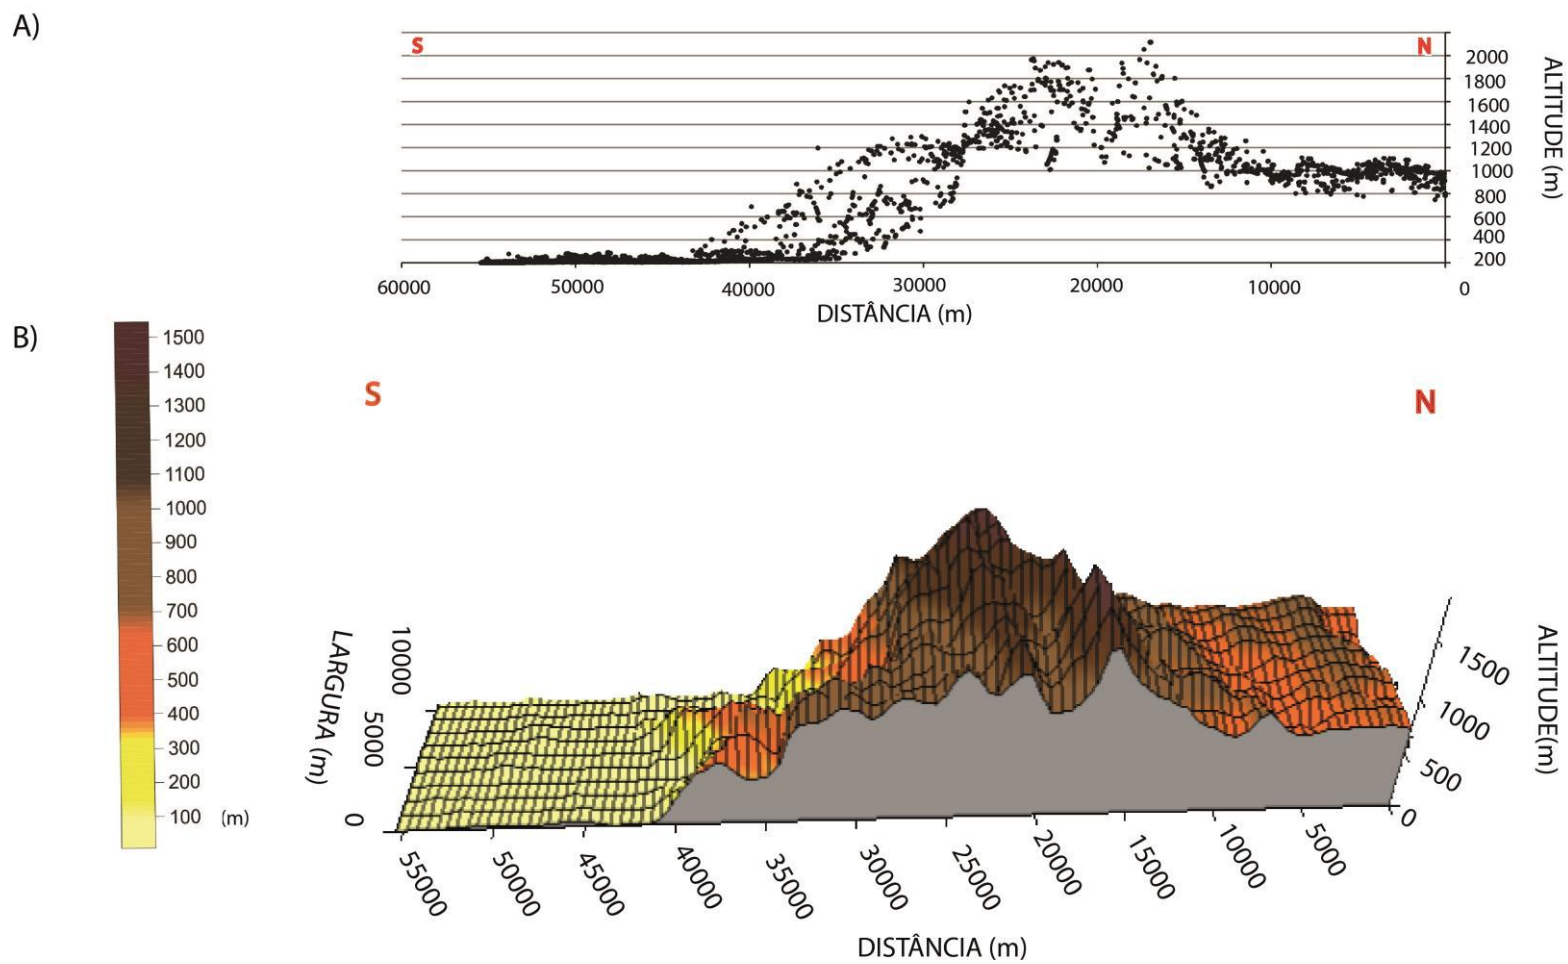 A)
S
N
2000
1800
1600
1400
1200
1000
800
600
400
200
ALTITUDE (m)
60000 50000 40000 30000 20000 10000 0
DISTÂNCIA (m)
B)
1500
1400
1300
1200
1100
1000
900
800
700
600
500
400
300
200
100 (m)
S
N
LARGURA (m)
10000
5000
0
1500
1000
500
0
ALTITUDE(m)
55000 50000 45000 40000 35000 30000 25000 20000 15000 10000 5000
DISTÂNCIA (m)